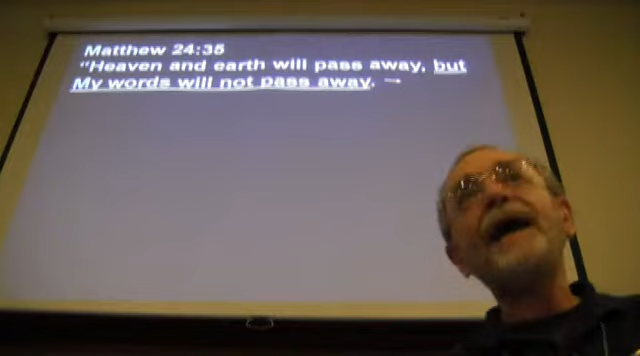 Matthew 24:35
"Heaven and earth will pass away, but
My words will not pass away.